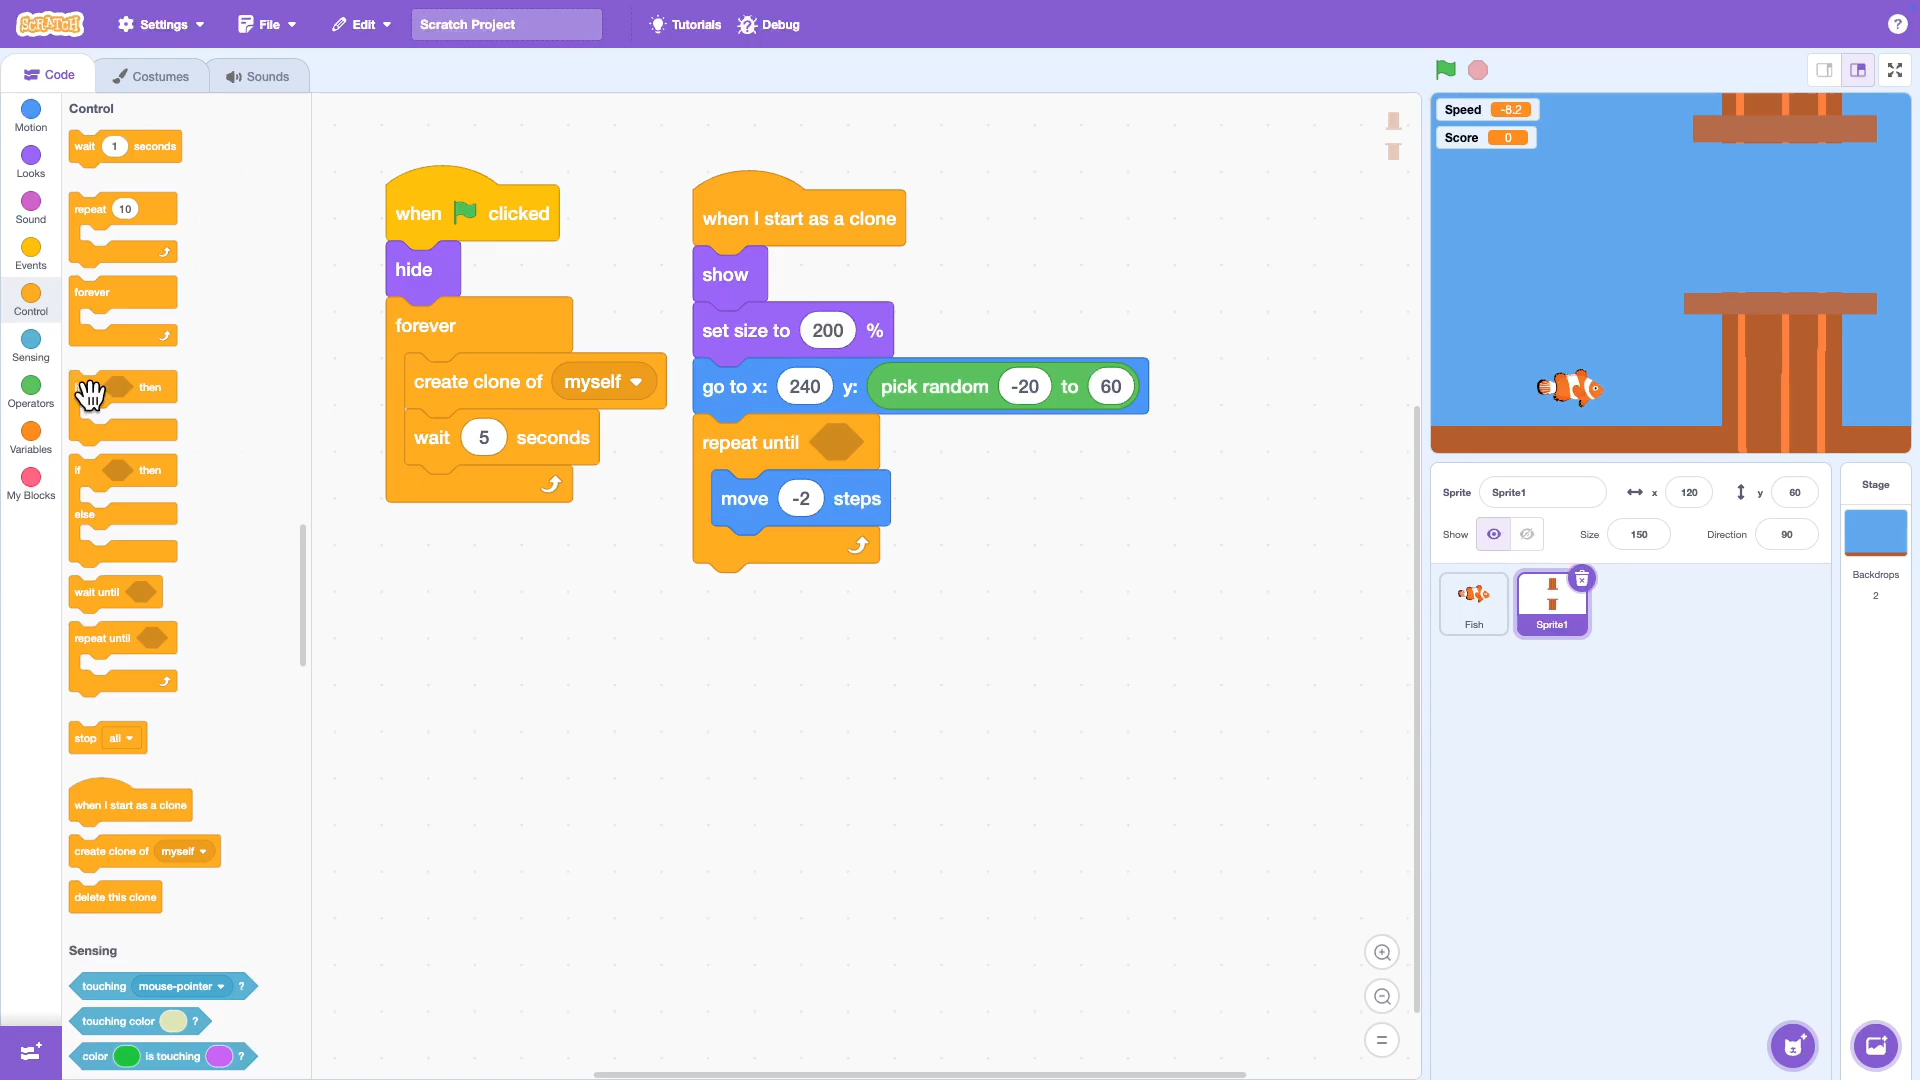 SCRATCH Settings File Edit Scratch Project Tutorials Debug ?
Code Costumes Sounds
Motion
Looks
Sound
Events
Control
Sensing
Operators
Variables
My Blocks
Control
wait 1 seconds
repeat 10
forever
then
if then
else
wait until
repeat until
stop all
when I start as a clone
create clone of myself
delete this clone
Sensing
touching mouse-pointer ?
touching color ?
color is touching ?
when clicked
hide
forever
create clone of myself
wait 5 seconds
when I start as a clone
show
set size to 200 %
go to x: 240 y: pick random -20 to 60
repeat until
move -2 steps
Speed -8.2
Score 0
Sprite Sprite1 x 120 y 60
Show Size 150 Direction 90
Fish
Sprite1
Stage
Backdrops
2